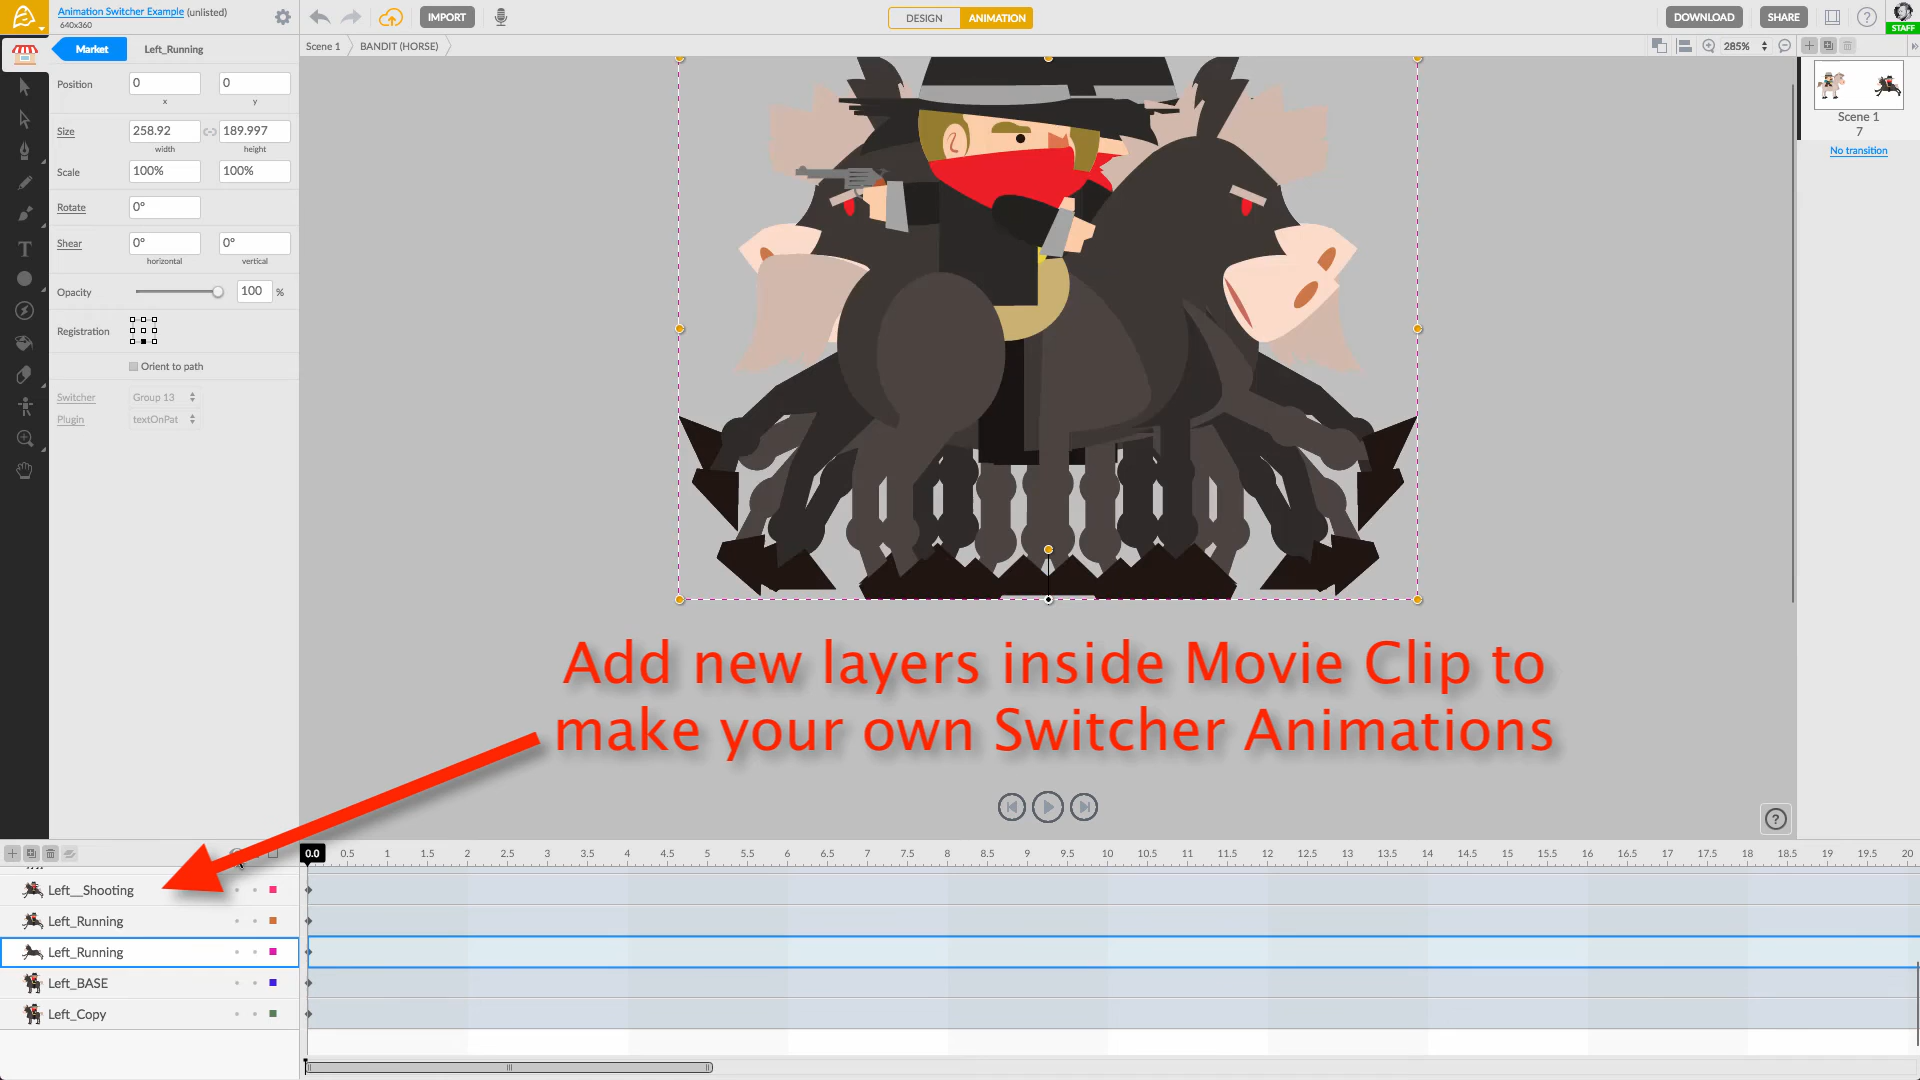 Animation Switcher Example (unlisted)
640x360
IMPORT
DESIGN
ANIMATION
DOWNLOAD
SHARE
?
STAFF
Market
Left_Running
Scene 1
BANDIT (HORSE)
285%
Position
0
0
x
y
Size
258.92
189.997
width
height
Scale
100%
100%
Rotate
0°
Shear
0°
0°
horizontal
vertical
Opacity
100
%
Registration
Orient to path
Switcher
Group 13
Plugin
textOnPat
Scene 1
7
No transition
Add new layers inside Movie Clip to
make your own Switcher Animations
?
0.0 0.5 1 1.5 2 2.5 3 3.5 4 4.5 5 5.5 6 6.5 7 7.5 8 8.5 9 9.5 10 10.5 11 11.5 12 12.5 13 13.5 14 14.5 15 15.5 16 16.5 17 17.5 18 18.5 19 19.5 20
Left__Shooting
Left_Running
Left_Running
Left_BASE
Left_Copy